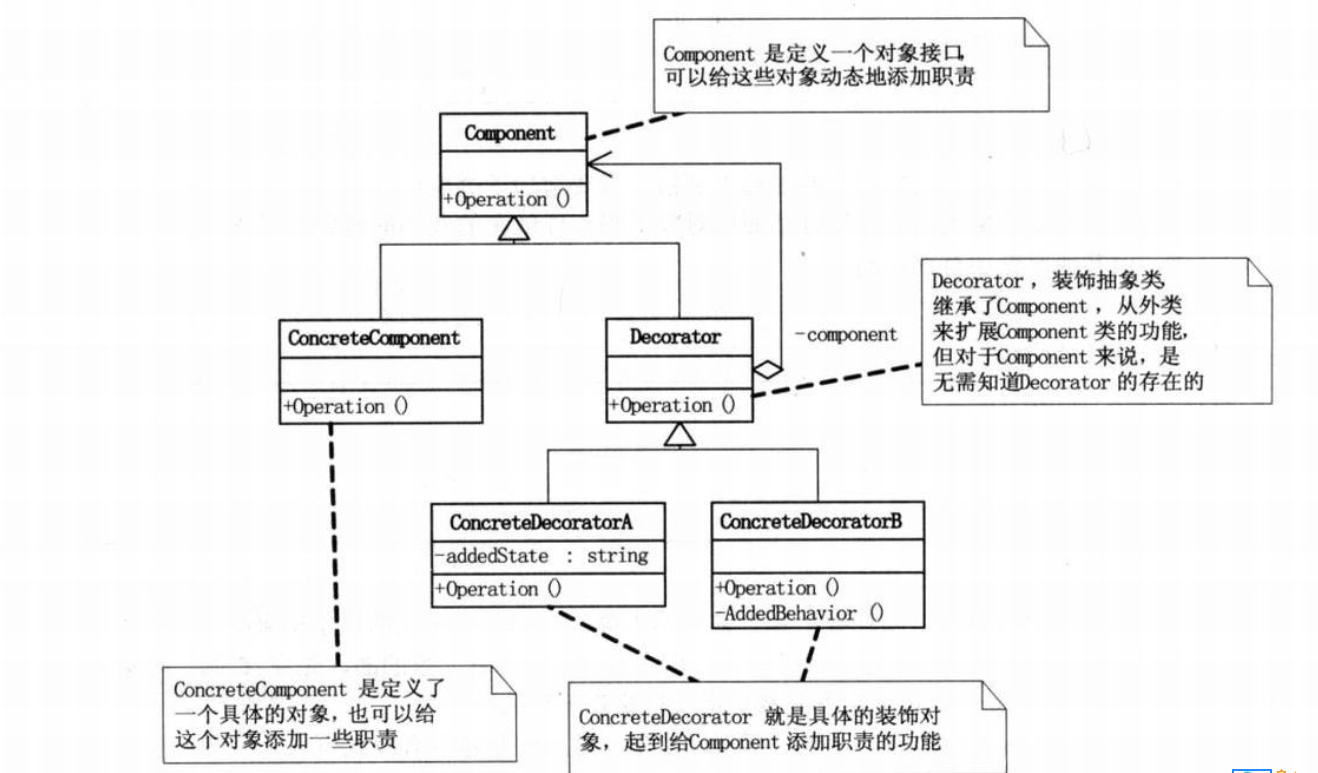 Component 是定义一个对象接口,
可以给这些对象动态地添加职责
Component
+Operation ()
Decorator , 装饰抽象类,
继承了Component , 从外类
来扩展Component 类的功能,
但对于Component 来说, 是
无需知道Decorator 的存在的
ConcreteComponent
+Operation ()
Decorator
+Operation ()
-component
ConcreteDecoratorA
-addedState : string
+Operation ()
ConcreteDecoratorB
+Operation ()
-AddedBehavior ()
ConcreteComponent 是定义了
一个具体的对象, 也可以给
这个对象添加一些职责
ConcreteDecorator 就是具体的装饰对
象, 起到给Component 添加职责的功能